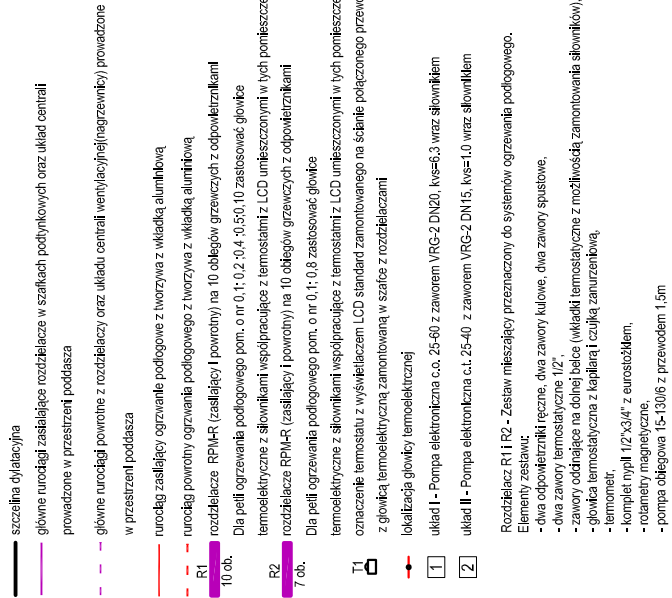 szczelina dylatacyjna
główne rurociągi zasilające rozdzielacze w szafkach podtynkowych oraz układ centrali
prowadzone w przestrzeni poddasza
główne rurociągi powrotne z rozdzielaczy oraz układu centrali wentylacyjnej(nagrzewnicy) prowadzone
w przestrzeni poddasza
rurociąg zasilający ogrzwanie podłogowe z tworzywa z wkładką aluminiową
rurociąg powrotny ogrzewania podłogowego z tworzywa z wkładką aluminiową
R1
10 ob.
rozdzielacze RPM-R (zasilający i powrotny) na 10 obiegów grzewczych z odpowietrznikami
Dla petli ogrzewania podłogowego pom. o nr 0,1; 0,2 ;0,4 ;0.5;0,10 zastosować głowice
termoelektryczne z siłownikami współpracujące z termostatmi z LCD umieszczonymi w tych
R2
7 ob.
rozdzielacze RPM-R (zasilający i powrotny) na 10 obiegów grzewczych z odpowietrznikami
Dla petli ogrzewania podłogowego pom. o nr 0,1; 0,8 zastosować głowice
termoelektryczne z siłownikami współpracujące z termostatmi z LCD umieszczonymi w tych
T1
oznaczenie termostatu z wyświetlaczem LCD standard zamontowanego na ścianie połączonego
z głowicą termoelektryczną zamontowaną w szafce z rozdzielaczami
lokalizacja głowicy termoelektrycznej
1 układ I - Pompa elektroniczna c.o. 25-60 z zaworem VRG-2 DN20, kvs=6,3 wraz siłownikiem
2 układ II - Pompa elektroniczna c.t. 25-40 z zaworem VRG-2 DN15, kvs=1.0 wraz siłownikiem
Rozdzielacz R1 i R2 - Zestaw mieszający przeznaczony do systemów ogrzewania podłogowego.
Elementy zestawu:
- dwa odpowietrzniki ręczne, dwa zawory kulowe, dwa zawory spustowe,
- dwa zawory termostatyczne 1/2",
- zawory odcinające na dolnej belce (wkładki termostatyczne z możliwością zamontowania siłowników),
- głowica termostatyczna z kapilarą i czujką zanurzeniową,
- termometr,
- komplet nypli 1/2"x3/4" z eurostożkiem,
- rotametry magnetyczne,
- pompa obiegowa 15-130/6 z przewodem 1,5m